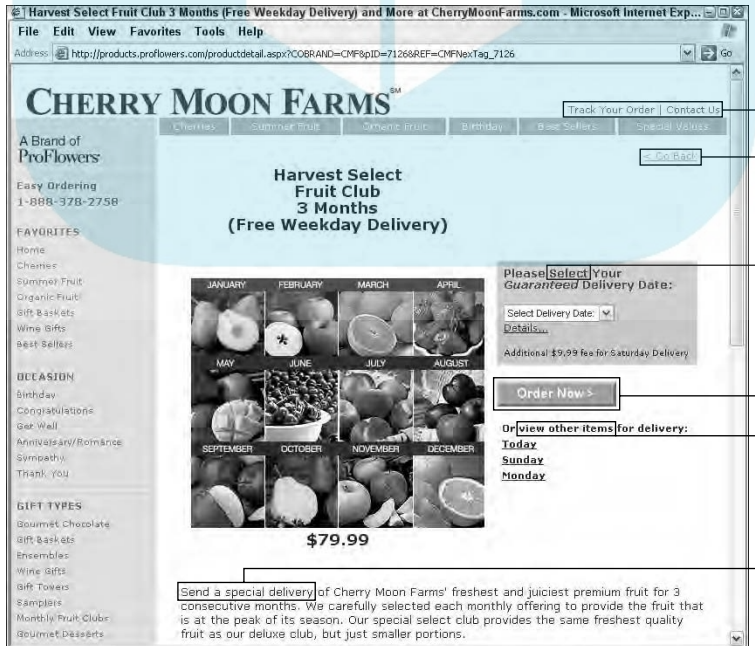 Harvest Select Fruit Club 3 Months (Free Weekday Delivery) and More at CherryMoonFarms.com - Microsoft Internet Exp...
File Edit View Favorites Tools Help
Address http://products.proflowers.com/productdetail.aspx?COBRAND=CMF&pID=7126&REF=CMFNexTag_7126 Go
CHERRY MOON FARMS SM
Track Your Order | Contact Us
Cherries Summer Fruit Organic Fruit Birthday Best Sellers Special Values
A Brand of
ProFlowers
< Go Back
Easy Ordering
1-888-378-2758
FAVORITES
Home
Cherries
Summer Fruit
Organic Fruit
Gift Baskets
Wine Gifts
Best Sellers
OCCASION
Birthday
Congratulations
Get Well
Anniversary/Romance
Sympathy
Thank You
GIFT TYPES
Gourmet Chocolate
Gift Baskets
Ensembles
Wine Gifts
Gift Towers
Samplers
Monthly Fruit Clubs
Gourmet Desserts
Harvest Select
Fruit Club
3 Months
(Free Weekday Delivery)
JANUARY FEBRUARY MARCH APRIL
MAY JUNE JULY AUGUST
SEPTEMBER OCTOBER NOVEMBER DECEMBER
$79.99
Please Select Your
Guaranteed Delivery Date:
Select Delivery Date:
Details...
Additional $9.99 fee for Saturday Delivery
Order Now >
Or view other items for delivery:
Today
Sunday
Monday
Send a special delivery of Cherry Moon Farms' freshest and juiciest premium fruit for 3
consecutive months. We carefully selected each monthly offering to provide the fruit that
is at the peak of its season. Our special select club provides the same freshest quality
fruit as our deluxe club, but just smaller portions.